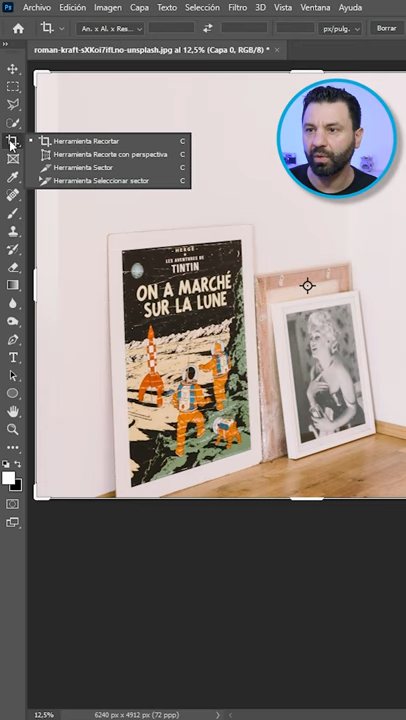 Ps Archivo Edición Imagen Capa Texto Selección Filtro 3D Vista Ventana Ayuda
An. x Al. x Res... px/pulg. Borrar
roman-kraft-sXKoi7ifLno-unsplash.jpg al 12,5% (Capa 0, RGB/8) * ×
Herramienta Recortar C
Herramienta Recorte con perspectiva C
Herramienta Sector C
Herramienta Seleccionar sector C
HERGÉ
LES AVENTURES DE
TINTIN
ON A MARCHÉ
SUR LA LUNE
12,5% 6240 px x 4912 px (72 ppp)